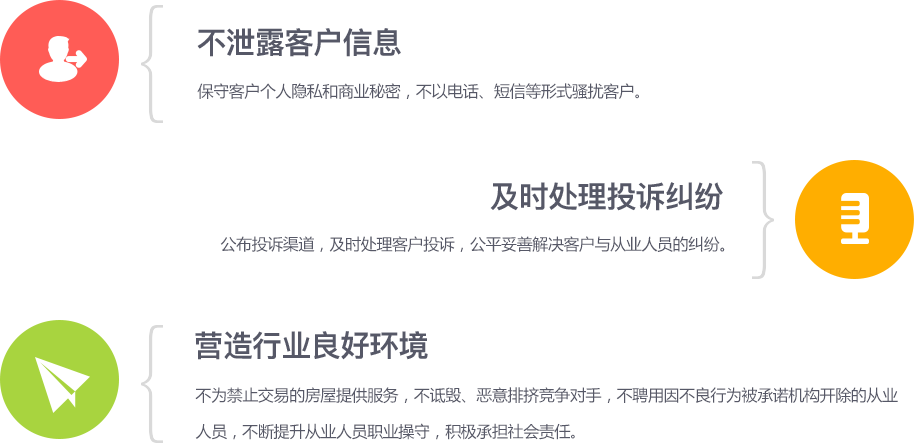 不泄露客户信息
保守客户个人隐私和商业秘密，不以电话、短信等形式骚扰客户。
及时处理投诉纠纷
公布投诉渠道，及时处理客户投诉，公平妥善解决客户与从业人员的纠纷。
营造行业良好环境
不为禁止交易的房屋提供服务，不诋毁、恶意排挤竞争对手，不聘用因不良行为被承诺机构开除的从业
人员，不断提升从业人员职业操守，积极承担社会责任。